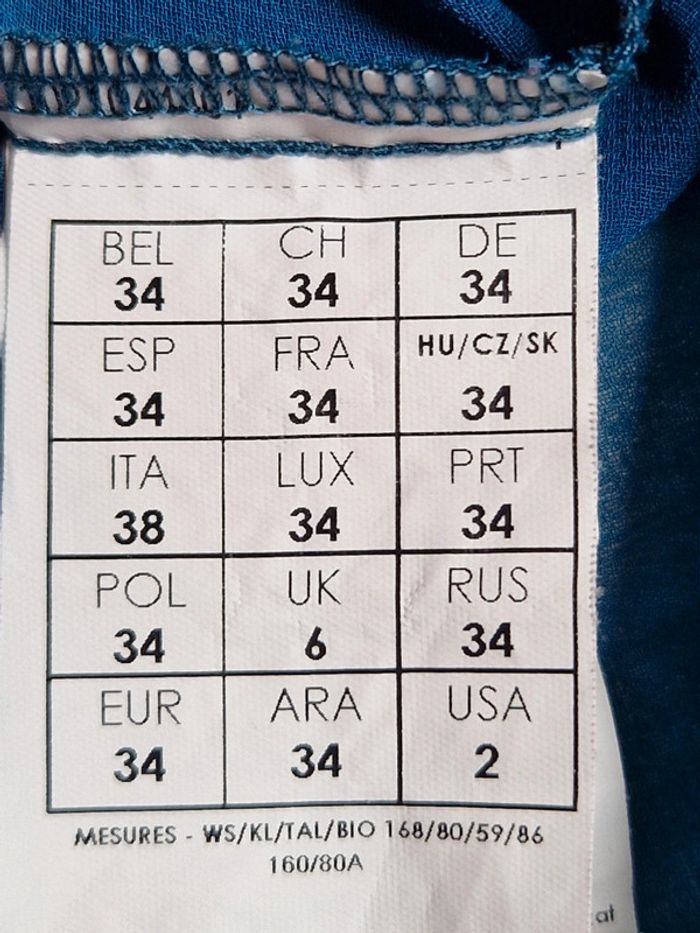 BEL CH DE
34 34 34
ESP FRA HU/CZ/SK
34 34 34
ITA LUX PRT
38 34 34
POL UK RUS
34 6 34
EUR ARA USA
34 34 2
MESURES - WS/KL/TAL/BIO 168/80/59/86
160/80A
at